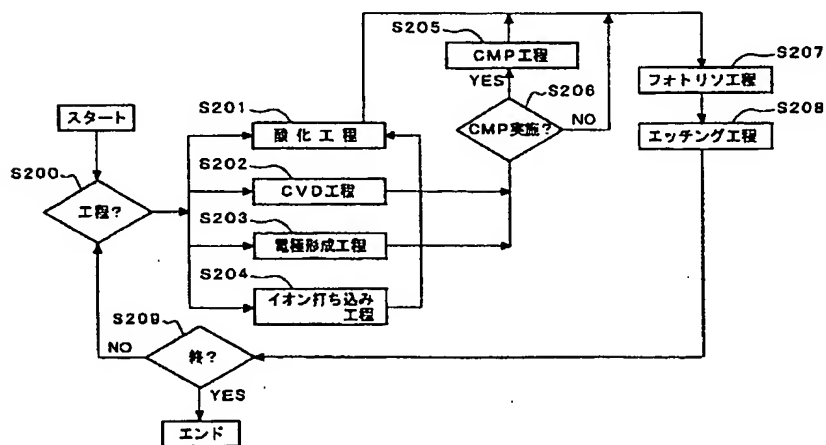 S205
CMP工程
YES
S206
CMP実施?
NO
S207
フォトリソ工程
S208
エッチング工程
スタート
S200
工程?
S201
酸化工程
S202
CVD工程
S203
電極形成工程
S204
イオン打ち込み
工程
S209
終?
NO
YES
エンド